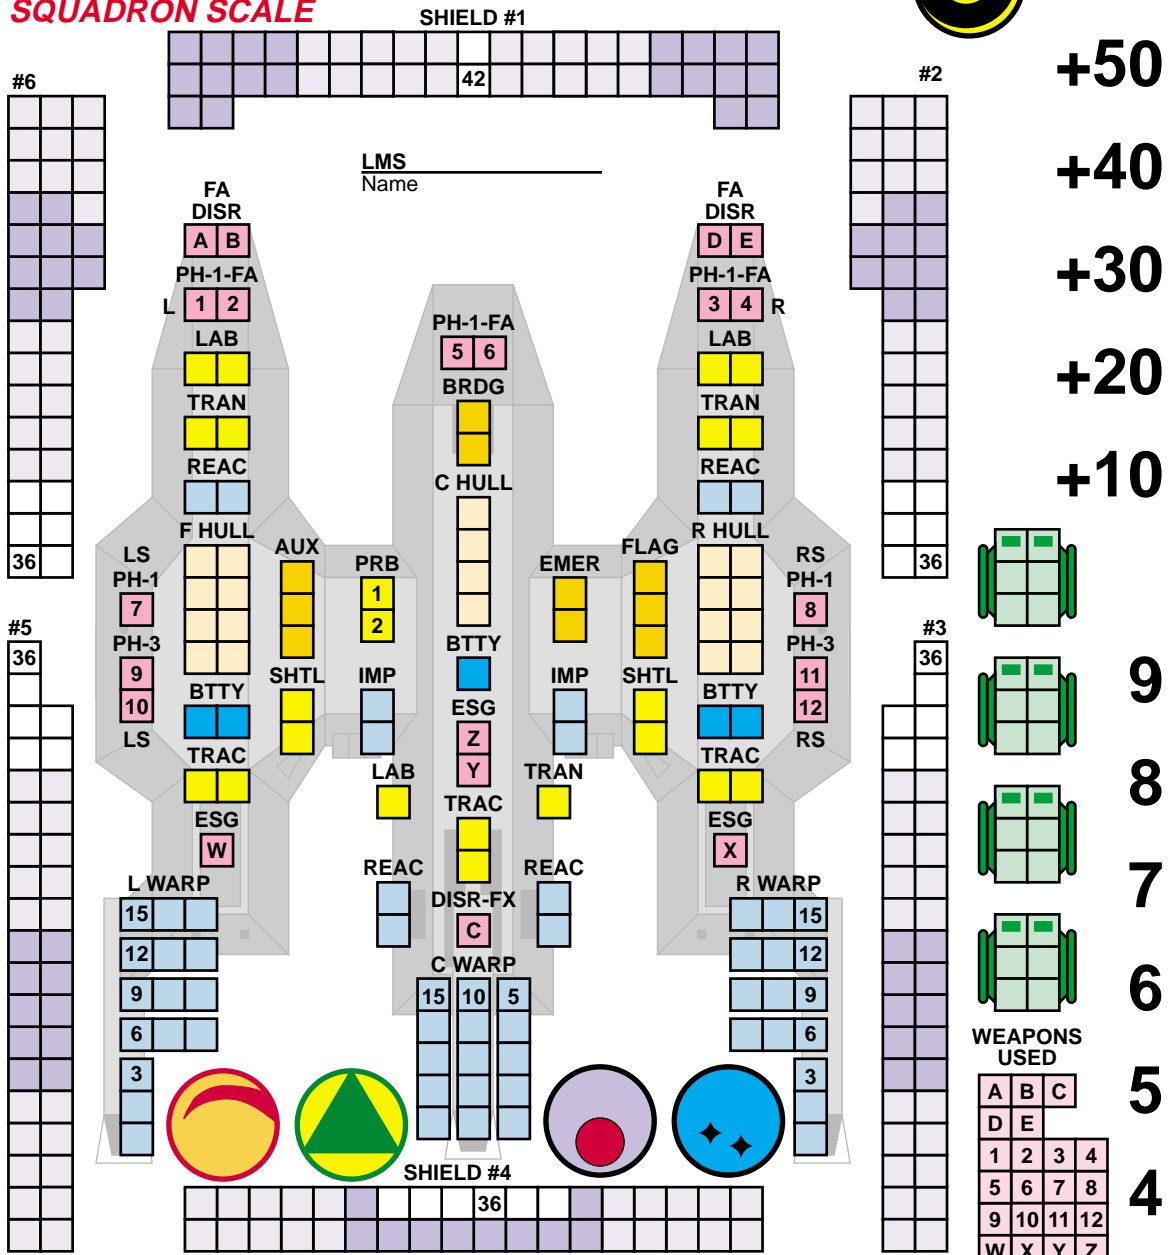 SQUADRON SCALE
SHIELD #1
42
#6
#2
+50
+40
+30
+20
+10
LMS
Name
FA
DISR
A B
FA
DISR
D E
PH-1-FA
L 1 2
PH-1-FA
3 4 R
PH-1-FA
5 6
LAB
LAB
BRDG
TRAN
TRAN
REAC
C HULL
REAC
F HULL
R HULL
LS
PH-1
7
AUX
PRB
1
2
EMER
FLAG
RS
PH-1
8
36
36
#5
36
#3
36
PH-3
9
10
LS
BTTY
PH-3
11
12
RS
BTTY
SHTL
IMP
IMP
SHTL
BTTY
ESG
Z
Y
TRAC
TRAC
LAB
TRAN
TRAC
ESG
W
ESG
X
REAC
REAC
DISR-FX
C
L WARP
15
12
9
6
3
R WARP
15
12
9
6
3
C WARP
15 10 5
SHIELD #4
36
9
8
7
6
5
4
WEAPONS
USED
A B C
D E
1 2 3 4
5 6 7 8
9 10 11 12
W X Y Z